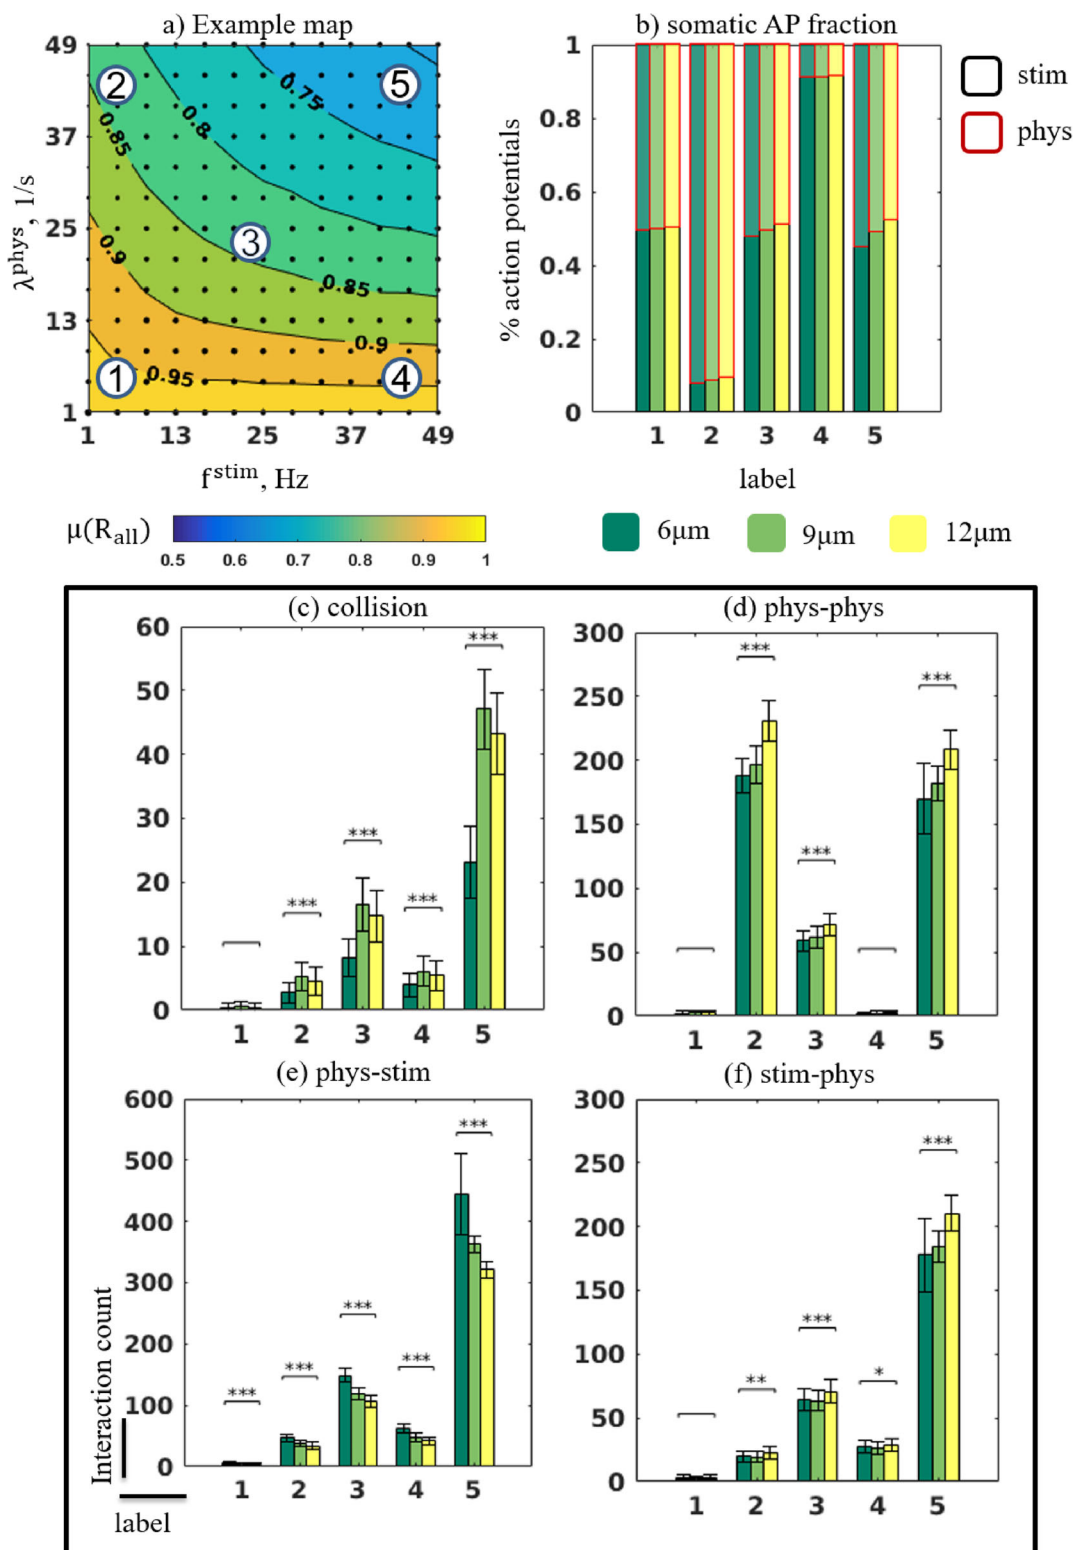 a) Example map
49
37
25
13
1
λphys, 1/s
2
5
3
1
4
0.75
0.8
0.85
0.9
0.85
0.9
0.95
1 13 25 37 49
fstim, Hz
μ(Rall)
0.5 0.6 0.7 0.8 0.9 1
b) somatic AP fraction
1
0.8
0.6
0.4
0.2
0
% action potentials
1 2 3 4 5
label
stim
phys
6μm 9μm 12μm
(c) collision
60
50
40
30
20
10
0
***
***
***
***
1 2 3 4 5
(d) phys-phys
300
250
200
150
100
50
0
***
***
***
1 2 3 4 5
(e) phys-stim
600
500
400
300
200
100
0
***
***
***
***
***
1 2 3 4 5
Interaction count
label
(f) stim-phys
300
250
200
150
100
50
0
**
***
*
***
1 2 3 4 5